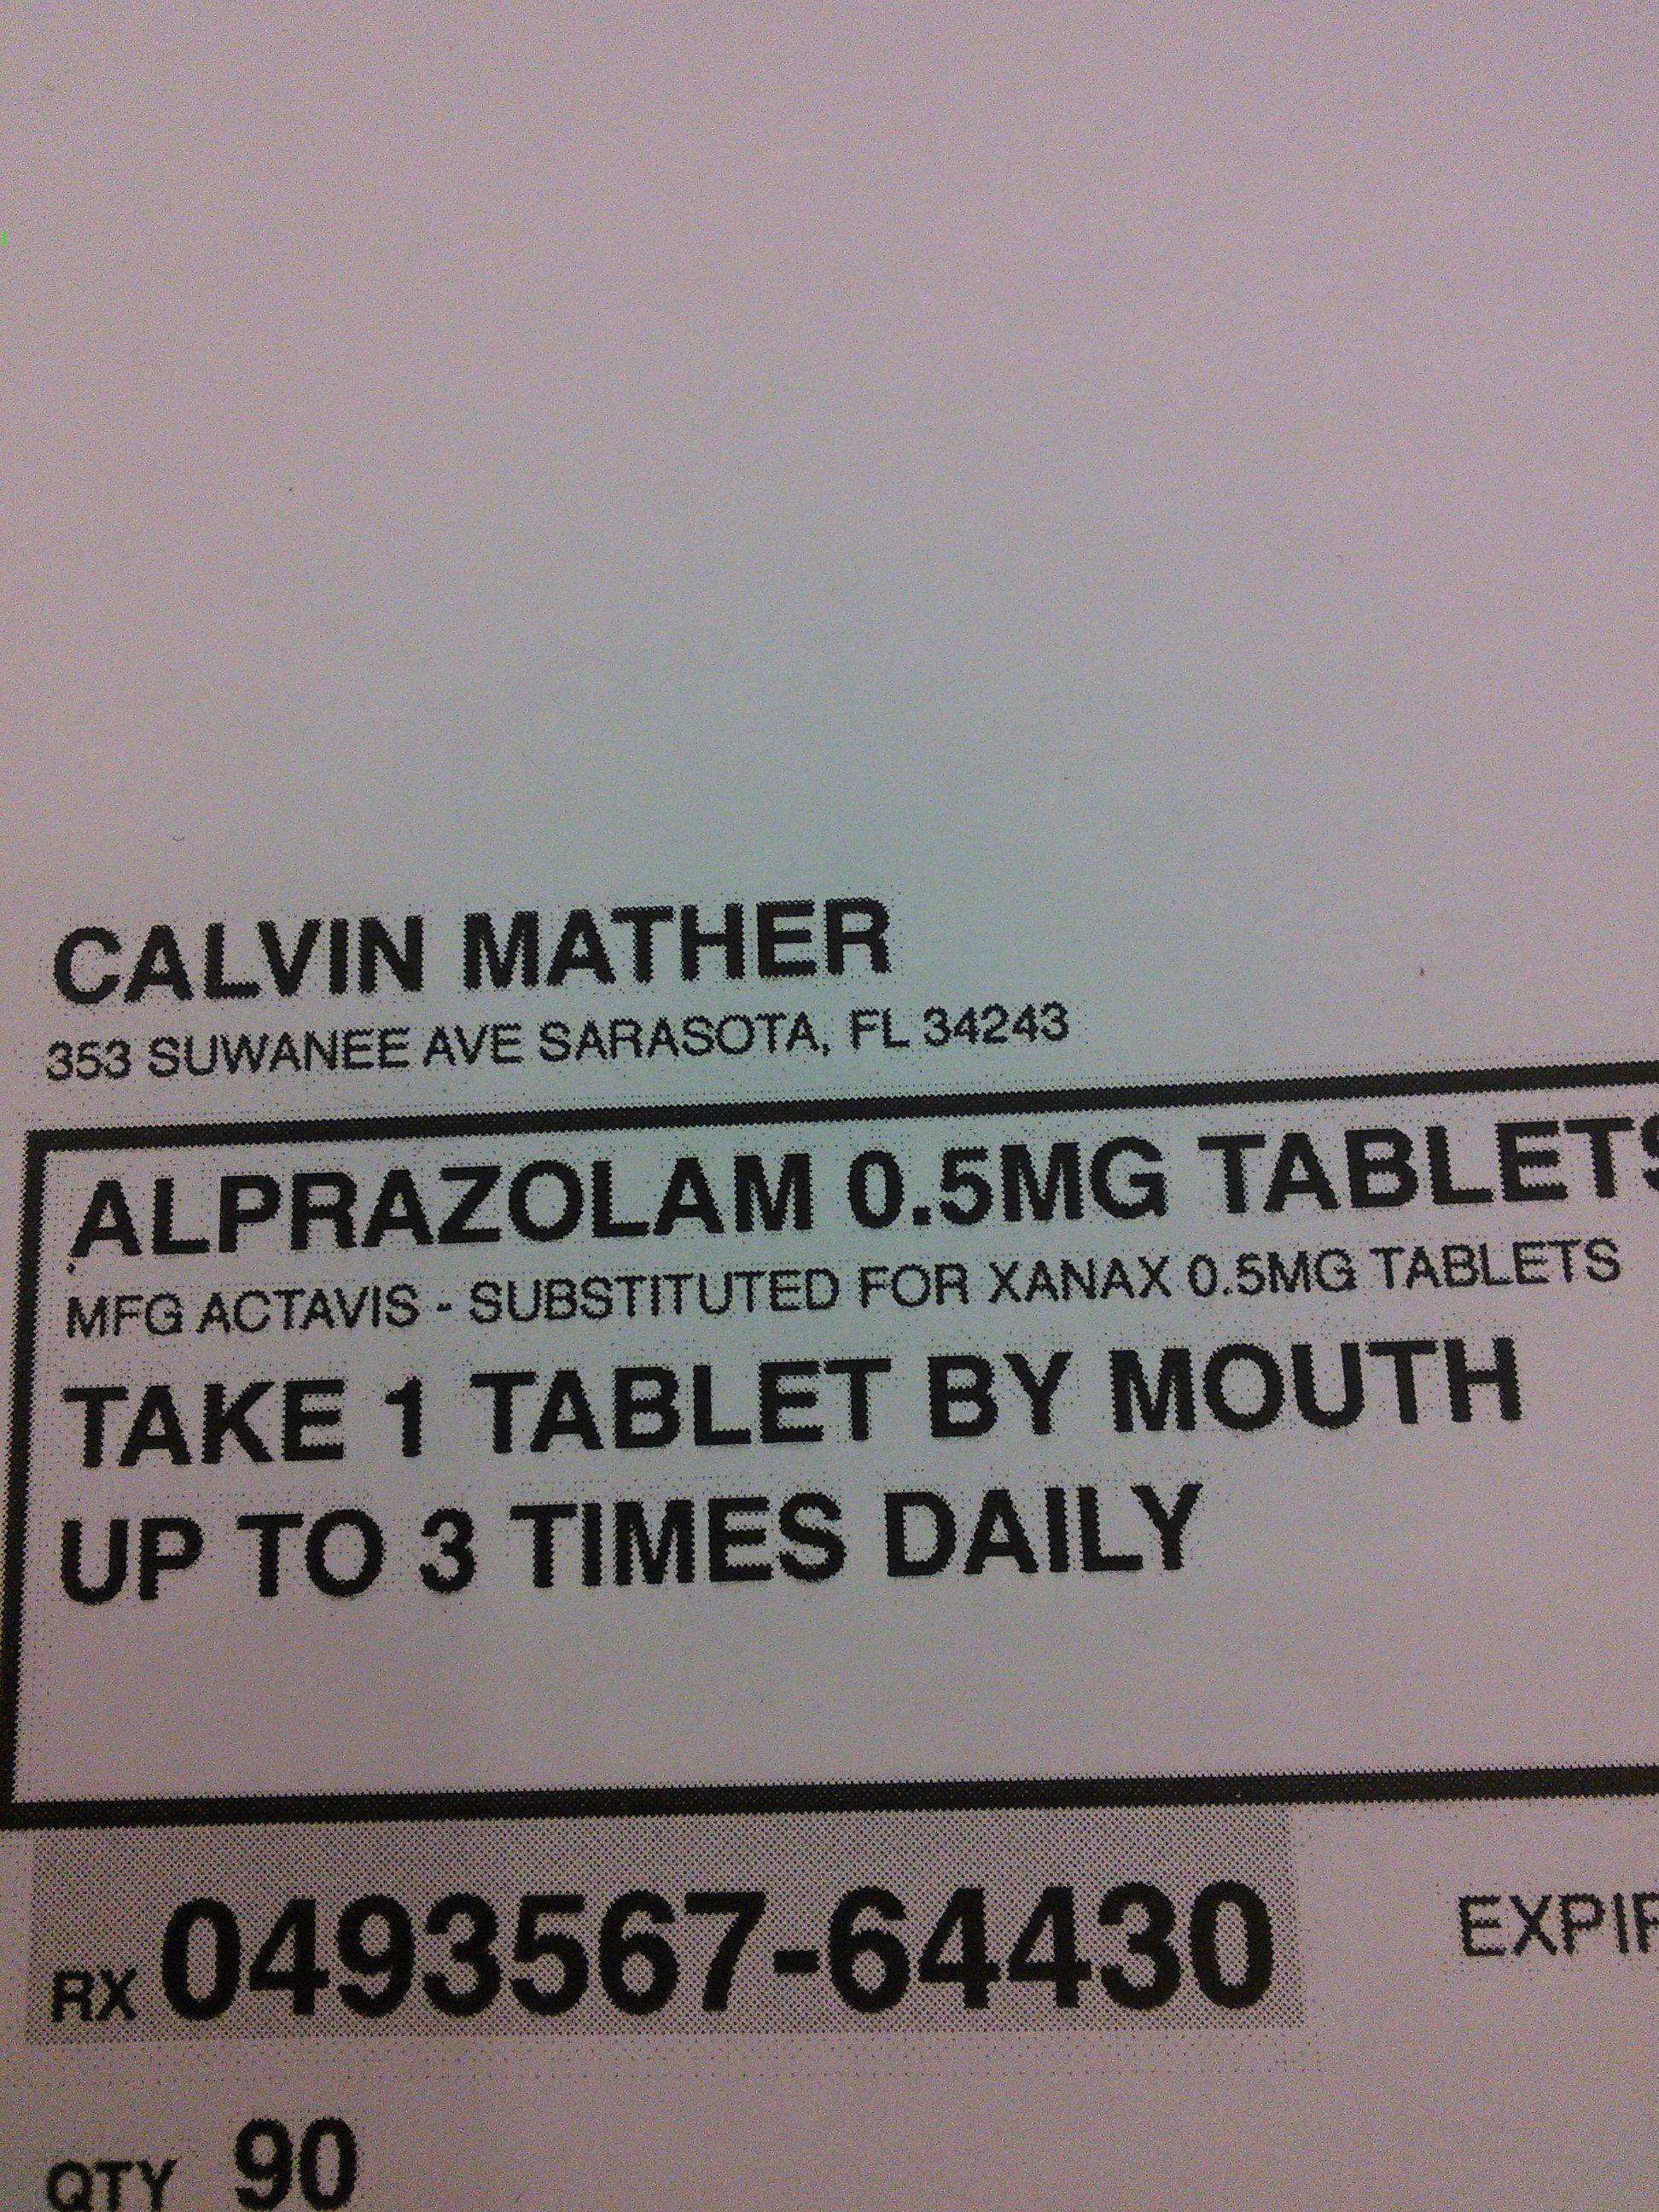 CALVIN MATHER
353 SUWANEE AVE SARASOTA, FL 34243
ALPRAZOLAM 0.5MG TABLETS
MFG ACTAVIS - SUBSTITUTED FOR XANAX 0.5MG TABLETS
TAKE 1 TABLET BY MOUTH
UP TO 3 TIMES DAILY
RX 0493567-64430
QTY 90